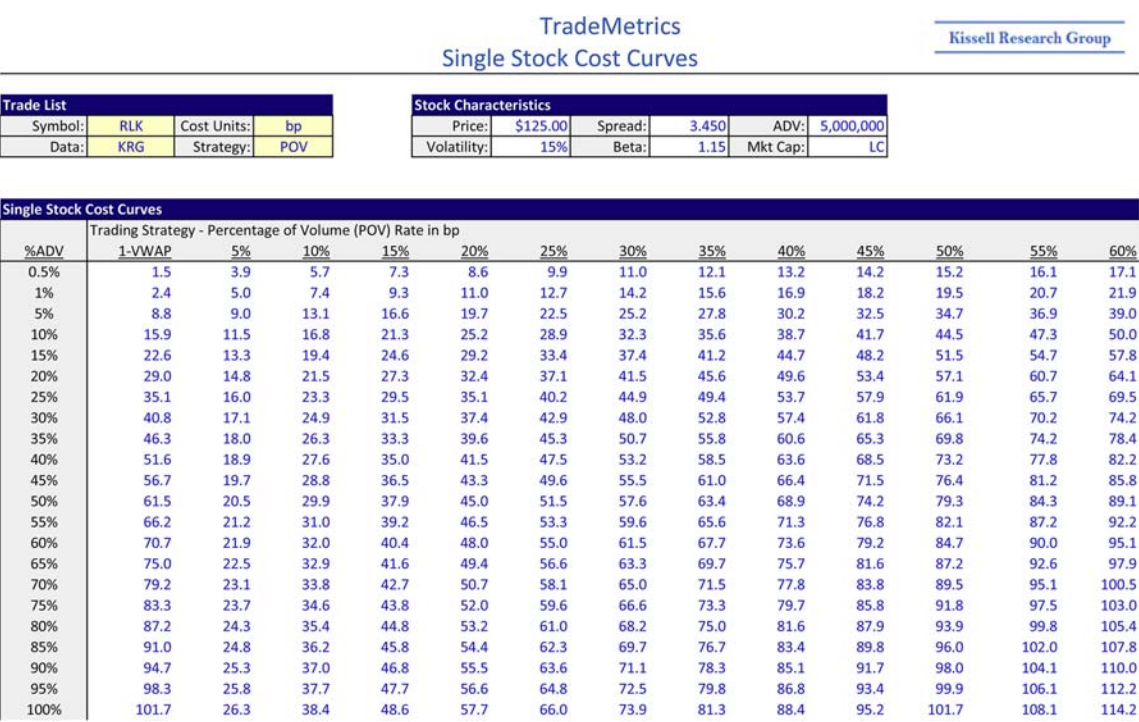 TradeMetrics
Single Stock Cost Curves
Kissell Research Group
Trade List
Symbol: RLK Cost Units: bp
Data: KRG Strategy: POV
Stock Characteristics
Price: $125.00 Spread: 3.450 ADV: 5,000,000
Volatility: 15% Beta: 1.15 Mkt Cap: LC
Single Stock Cost Curves
Trading Strategy - Percentage of Volume (POV) Rate in bp
%ADV 1-VWAP 5% 10% 15% 20% 25% 30% 35% 40% 45% 50% 55% 60%
0.5% 1.5 3.9 5.7 7.3 8.6 9.9 11.0 12.1 13.2 14.2 15.2 16.1 17.1
1% 2.4 5.0 7.4 9.3 11.0 12.7 14.2 15.6 16.9 18.2 19.5 20.7 21.9
5% 8.8 9.0 13.1 16.6 19.7 22.5 25.2 27.8 30.2 32.5 34.7 36.9 39.0
10% 15.9 11.5 16.8 21.3 25.2 28.9 32.3 35.6 38.7 41.7 44.5 47.3 50.0
15% 22.6 13.3 19.4 24.6 29.2 33.4 37.4 41.2 44.7 48.2 51.5 54.7 57.8
20% 29.0 14.8 21.5 27.3 32.4 37.1 41.5 45.6 49.6 53.4 57.1 60.7 64.1
25% 35.1 16.0 23.3 29.5 35.1 40.2 44.9 49.4 53.7 57.9 61.9 65.7 69.5
30% 40.8 17.1 24.9 31.5 37.4 42.9 48.0 52.8 57.4 61.8 66.1 70.2 74.2
35% 46.3 18.0 26.3 33.3 39.6 45.3 50.7 55.8 60.6 65.3 69.8 74.2 78.4
40% 51.6 18.9 27.6 35.0 41.5 47.5 53.2 58.5 63.6 68.5 73.2 77.8 82.2
45% 56.7 19.7 28.8 36.5 43.3 49.6 55.5 61.0 66.4 71.5 76.4 81.2 85.8
50% 61.5 20.5 29.9 37.9 45.0 51.5 57.6 63.4 68.9 74.2 79.3 84.3 89.1
55% 66.2 21.2 31.0 39.2 46.5 53.3 59.6 65.6 71.3 76.8 82.1 87.2 92.2
60% 70.7 21.9 32.0 40.4 48.0 55.0 61.5 67.7 73.6 79.2 84.7 90.0 95.1
65% 75.0 22.5 32.9 41.6 49.4 56.6 63.3 69.7 75.7 81.6 87.2 92.6 97.9
70% 79.2 23.1 33.8 42.7 50.7 58.1 65.0 71.5 77.8 83.8 89.5 95.1 100.5
75% 83.3 23.7 34.6 43.8 52.0 59.6 66.6 73.3 79.7 85.8 91.8 97.5 103.0
80% 87.2 24.3 35.4 44.8 53.2 61.0 68.2 75.0 81.6 87.9 93.9 99.8 105.4
85% 91.0 24.8 36.2 45.8 54.4 62.3 69.7 76.7 83.4 89.8 96.0 102.0 107.8
90% 94.7 25.3 37.0 46.8 55.5 63.6 71.1 78.3 85.1 91.7 98.0 104.1 110.0
95% 98.3 25.8 37.7 47.7 56.6 64.8 72.5 79.8 86.8 93.4 99.9 106.1 112.2
100% 101.7 26.3 38.4 48.6 57.7 66.0 73.9 81.3 88.4 95.2 101.7 108.1 114.2